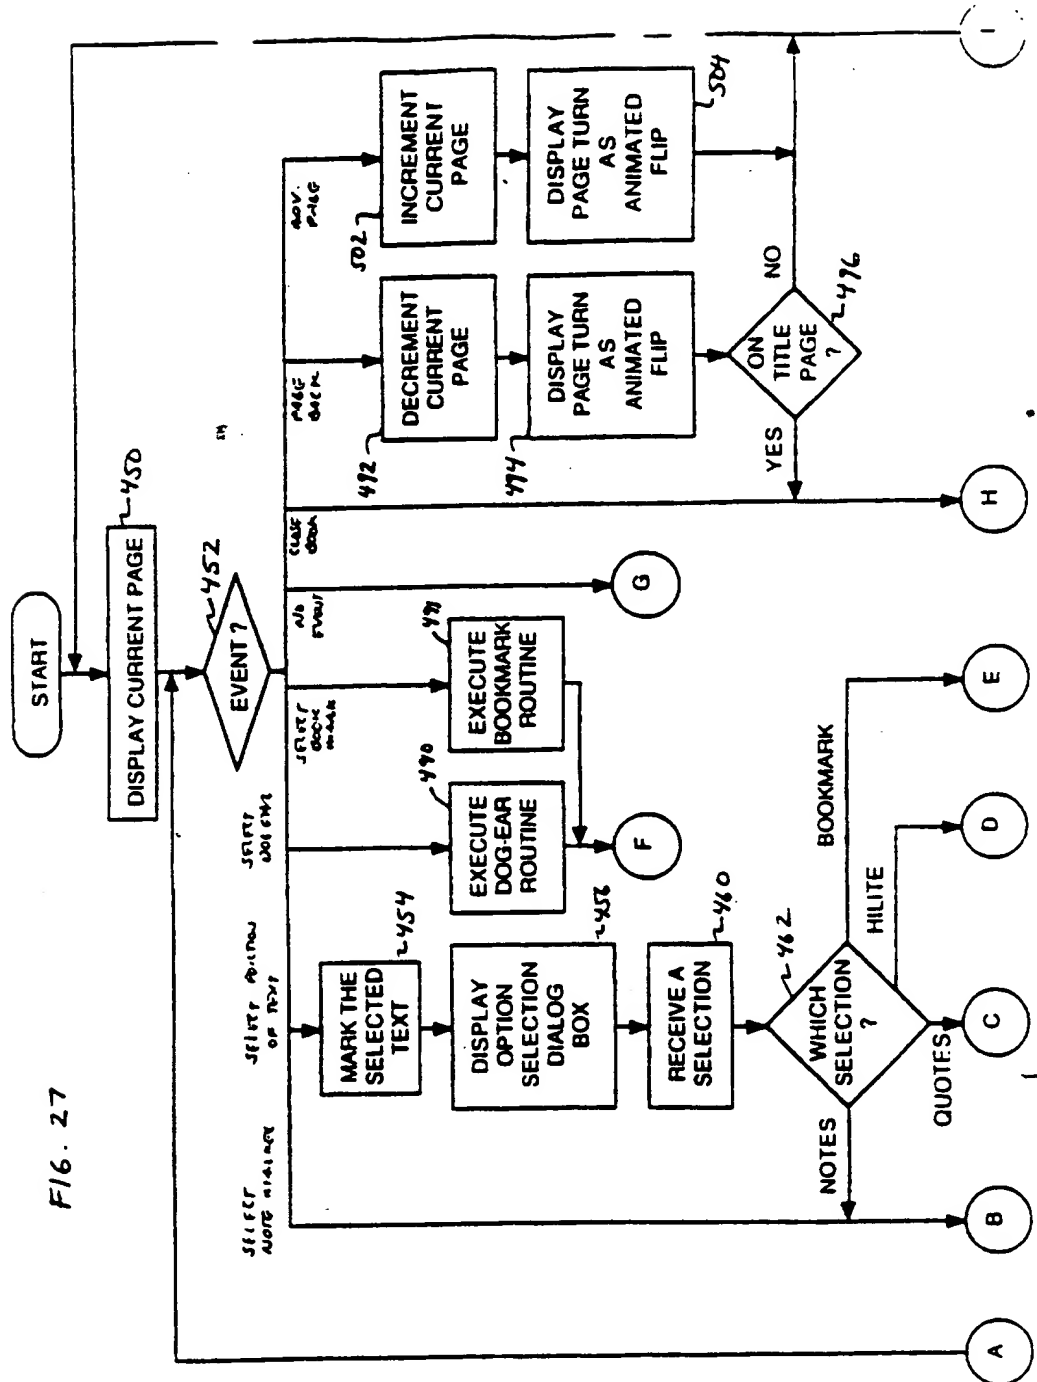 FIG. 27
START
DISPLAY CURRENT PAGE
450
EVENT?
452
SELECT
NOTE
SELECT PORTION
OF TEXT
SELECT
DOG EAR
SELECT
BOOK
MARK
NO
EVENT
CLOSE
BOOK
PAGE
BACK
ADV.
PAGE
MARK THE
SELECTED
TEXT
454
DISPLAY
OPTION
SELECTION
DIALOG
BOX
456
RECEIVE A
SELECTION
460
WHICH
SELECTION
?
462
NOTES
QUOTES
HILITE
BOOKMARK
490
EXECUTE
DOG-EAR
ROUTINE
491
EXECUTE
BOOKMARK
ROUTINE
492
DECREMENT
CURRENT
PAGE
494
DISPLAY
PAGE TURN
AS
ANIMATED
FLIP
ON
TITLE
PAGE
?
496
YES
NO
502
INCREMENT
CURRENT
PAGE
DISPLAY
PAGE TURN
AS
ANIMATED
FLIP
504
A
B
C
D
E
F
G
H
I